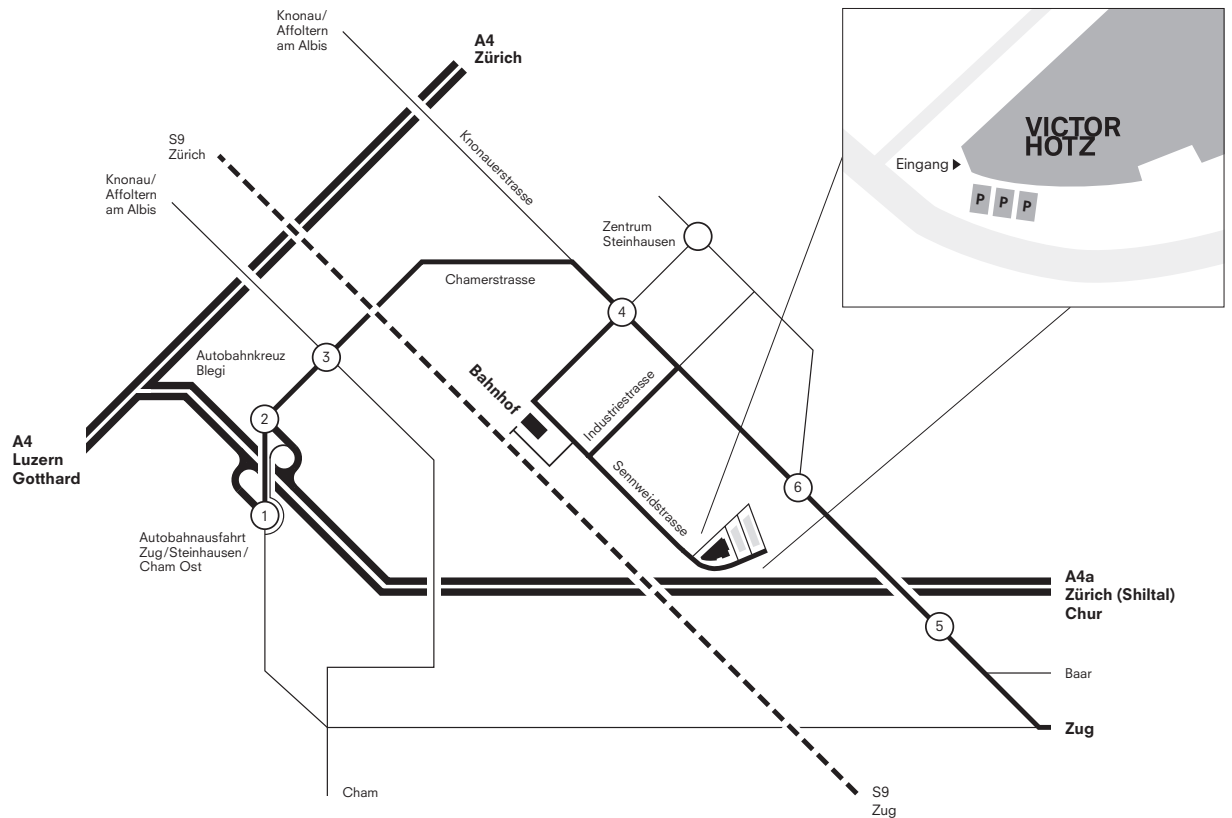 Knonau/
Affoltern
am Albis
A4
Zürich
S9
Zürich
Knonau/
Affoltern
am Albis
Knonauerstrasse
Zentrum
Steinhausen
Chamerstrasse
VICTOR
HOTZ
Eingang
P P P
4
3
Autobahnkreuz
Blegi
Bahnhof
Industriestrasse
2
A4
Luzern
Gotthard
Sennweidstrasse
6
1
Autobahnausfahrt
Zug/Steinhausen/
Cham Ost
A4a
Zürich (Shiltal)
Chur
5
Baar
Zug
Cham
S9
Zug